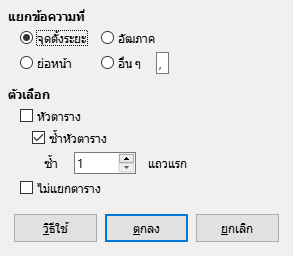 แยกข้อความที่
จุดตั้งระยะ อัฒภาค
ย่อหน้า อื่น ๆ ,
ตัวเลือก
หัวตาราง
ซ้ำหัวตาราง
ซ้ำ 1 แถวแรก
ไม่แยกตาราง
วิธีใช้ ตกลง ยกเลิก